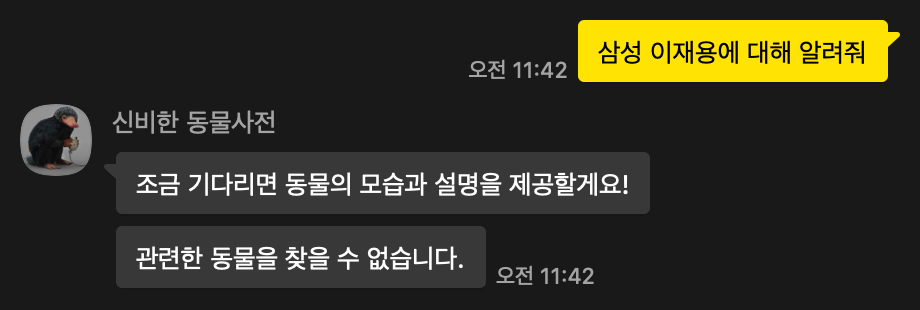 삼성 이재용에 대해 알려줘
오전 11:42
신비한 동물사전
조금 기다리면 동물의 모습과 설명을 제공할게요!
관련한 동물을 찾을 수 없습니다.
오전 11:42